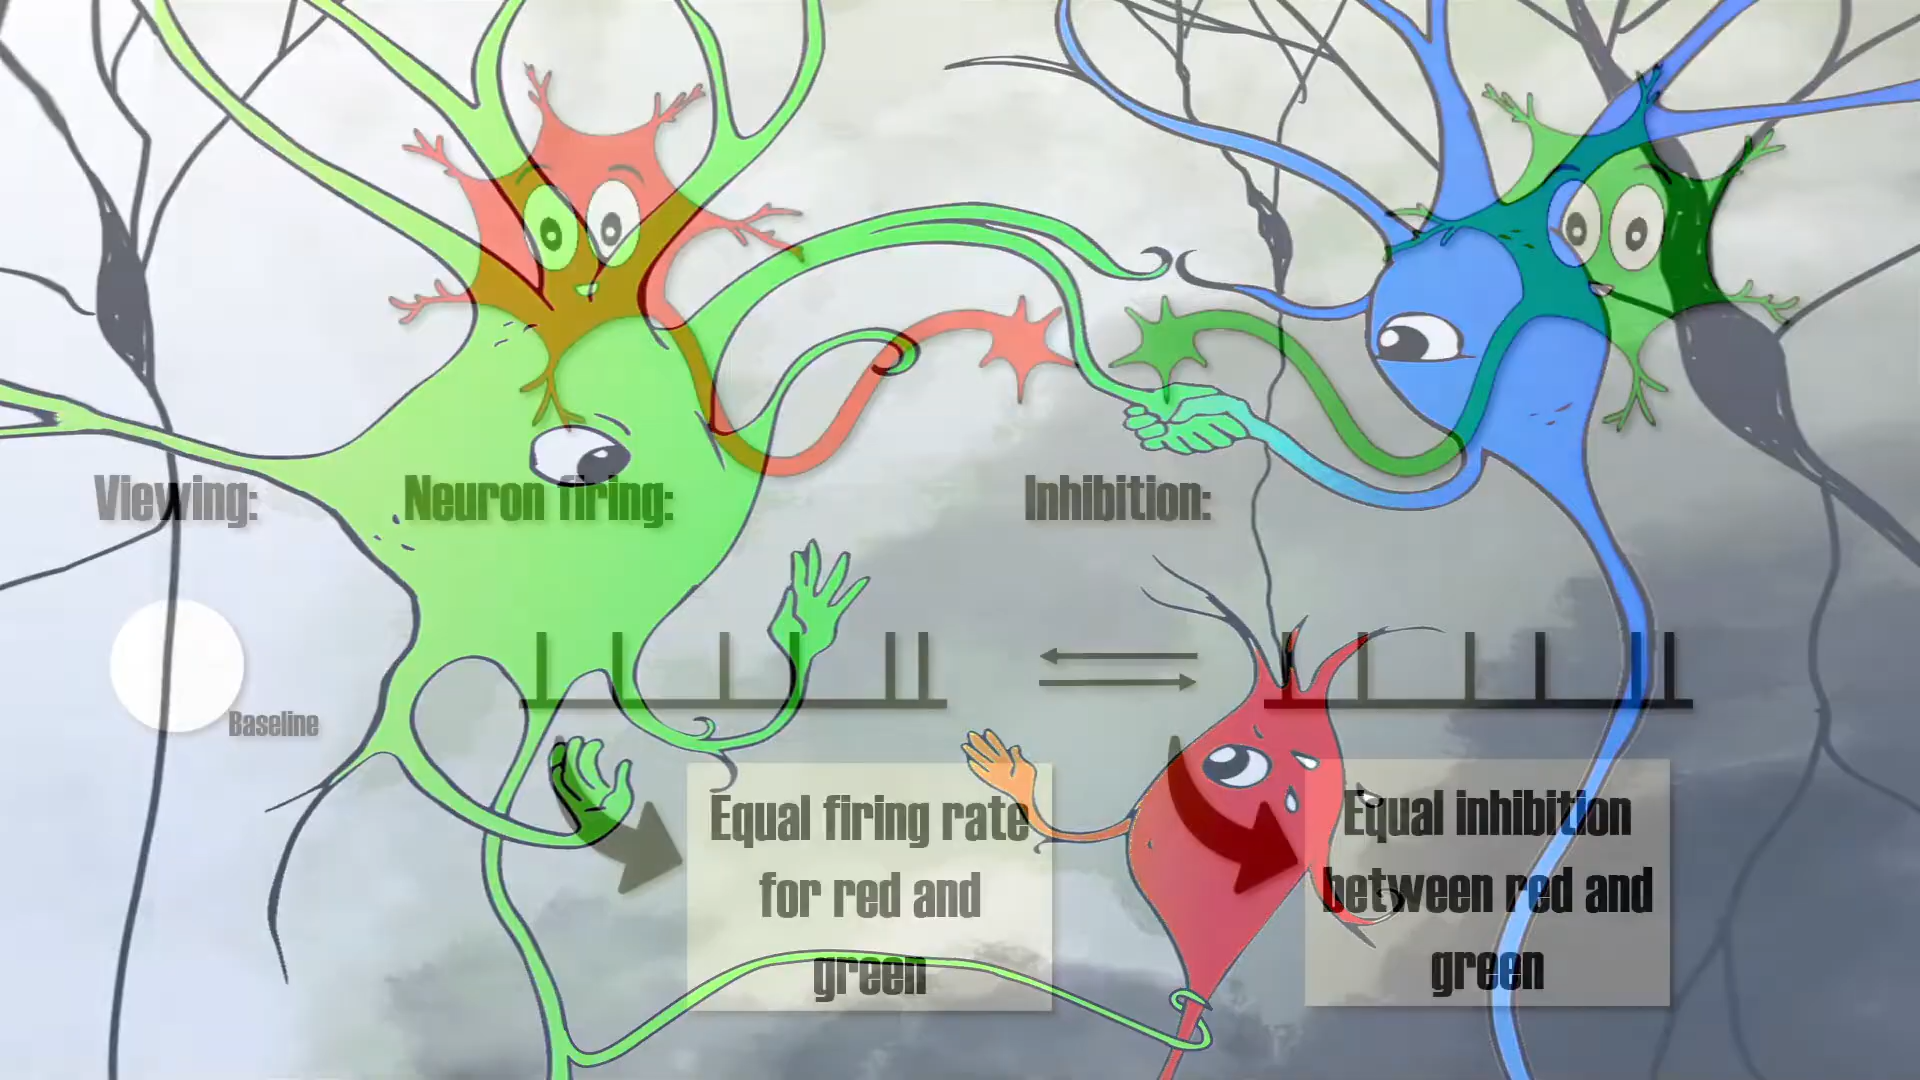 Viewing:
Neuron firing:
Inhibition:
Baseline
Equal firing rate
for red and
green
Equal inhibition
between red and
green